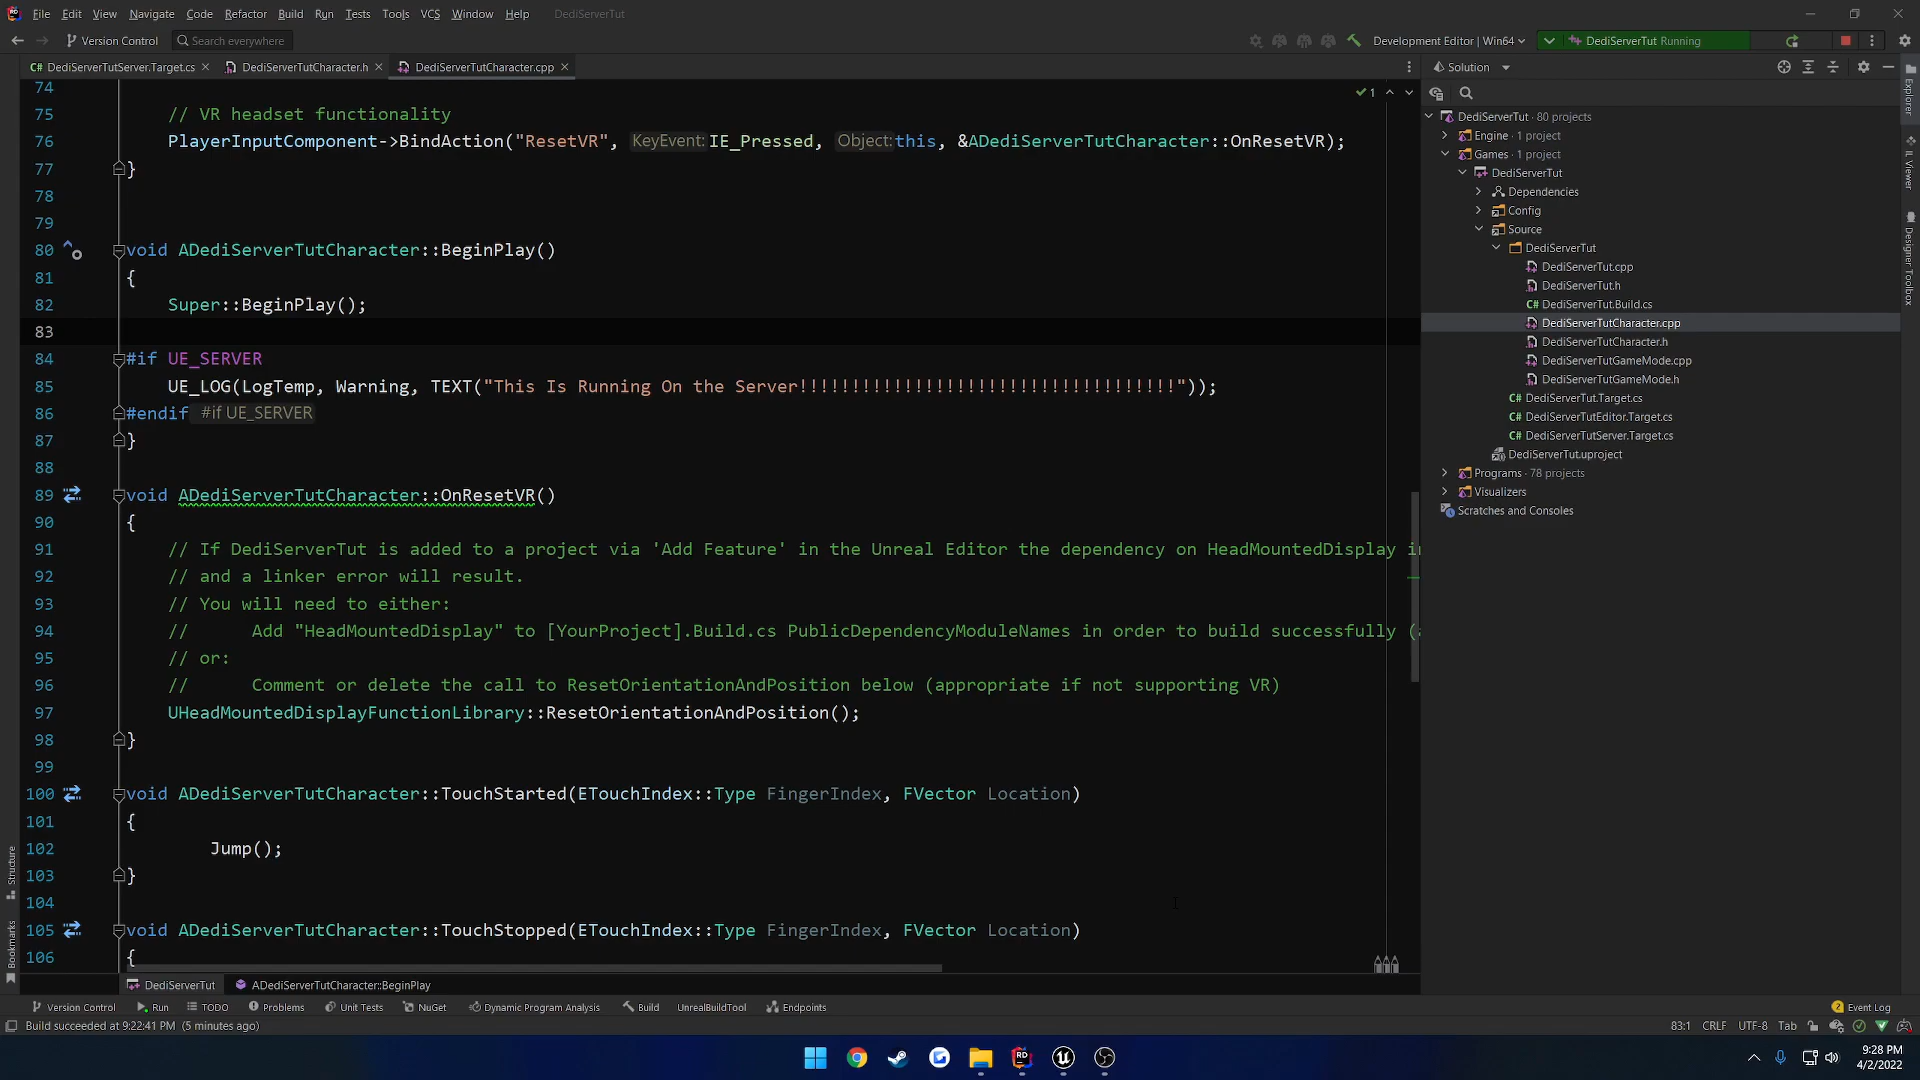 File Edit View Navigate Code Refactor Build Run Tests Tools VCS Window Help DediServerTut
Version Control Search everywhere Development Editor | Win64 DediServerTut Running
DediServerTutServer.Target.cs DediServerTutCharacter.h DediServerTutCharacter.cpp
74
75 // VR headset functionality
76 PlayerInputComponent->BindAction("ResetVR", KeyEvent: IE_Pressed, Object: this, &ADediServerTutCharacter::OnResetVR);
77 }
78
79
80 void ADediServerTutCharacter::BeginPlay()
81 {
82 Super::BeginPlay();
83
84 #if UE_SERVER
85 UE_LOG(LogTemp, Warning, TEXT("This Is Running On the Server!!!!!!!!!!!!!!!!!!!!!!!!!!!!!!!!!!!!"));
86 #endif #if UE_SERVER
87 }
88
89 void ADediServerTutCharacter::OnResetVR()
90 {
91 // If DediServerTut is added to a project via 'Add Feature' in the Unreal Editor the dependency on HeadMountedDisplay in
92 // and a linker error will result.
93 // You will need to either:
94 // Add "HeadMountedDisplay" to [YourProject].Build.cs PublicDependencyModuleNames in order to build successfully (
95 // or:
96 // Comment or delete the call to ResetOrientationAndPosition below (appropriate if not supporting VR)
97 UHeadMountedDisplayFunctionLibrary::ResetOrientationAndPosition();
98 }
99
100 void ADediServerTutCharacter::TouchStarted(ETouchIndex::Type FingerIndex, FVector Location)
101 {
102 Jump();
103 }
104
105 void ADediServerTutCharacter::TouchStopped(ETouchIndex::Type FingerIndex, FVector Location)
106 {
1
DediServerTut ADediServerTutCharacter::BeginPlay
Solution
DediServerTut · 80 projects
Engine · 1 project
Games · 1 project
DediServerTut
Dependencies
Config
Source
DediServerTut
DediServerTut.cpp
DediServerTut.h
C# DediServerTut.Build.cs
DediServerTutCharacter.cpp
DediServerTutCharacter.h
DediServerTutGameMode.cpp
DediServerTutGameMode.h
C# DediServerTut.Target.cs
C# DediServerTutEditor.Target.cs
C# DediServerTutServer.Target.cs
DediServerTut.uproject
Programs · 78 projects
Visualizers
Scratches and Consoles
Explorer
IL Viewer
Designer Toolbox
Structure
Bookmarks
Version Control Run TODO Problems Unit Tests NuGet Dynamic Program Analysis Build UnrealBuildTool Endpoints 2 Event Log
Build succeeded at 9:22:41 PM (5 minutes ago) 83:1 CRLF UTF-8 Tab
9:28 PM
4/2/2022